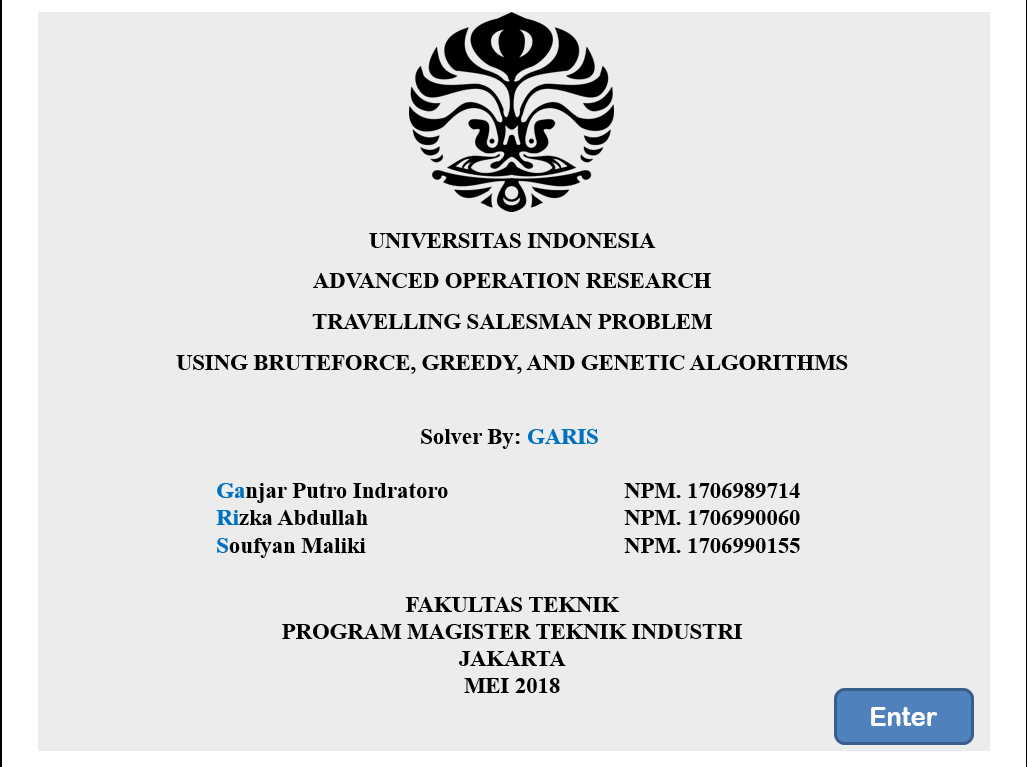 UNIVERSITAS INDONESIA
ADVANCED OPERATION RESEARCH
TRAVELLING SALESMAN PROBLEM
USING BRUTEFORCE, GREEDY, AND GENETIC ALGORITHMS
Solver By: GARIS
Ganjar Putro Indratoro NPM. 1706989714
Rizka Abdullah NPM. 1706990060
Soufyan Maliki NPM. 1706990155
FAKULTAS TEKNIK
PROGRAM MAGISTER TEKNIK INDUSTRI
JAKARTA
MEI 2018
Enter